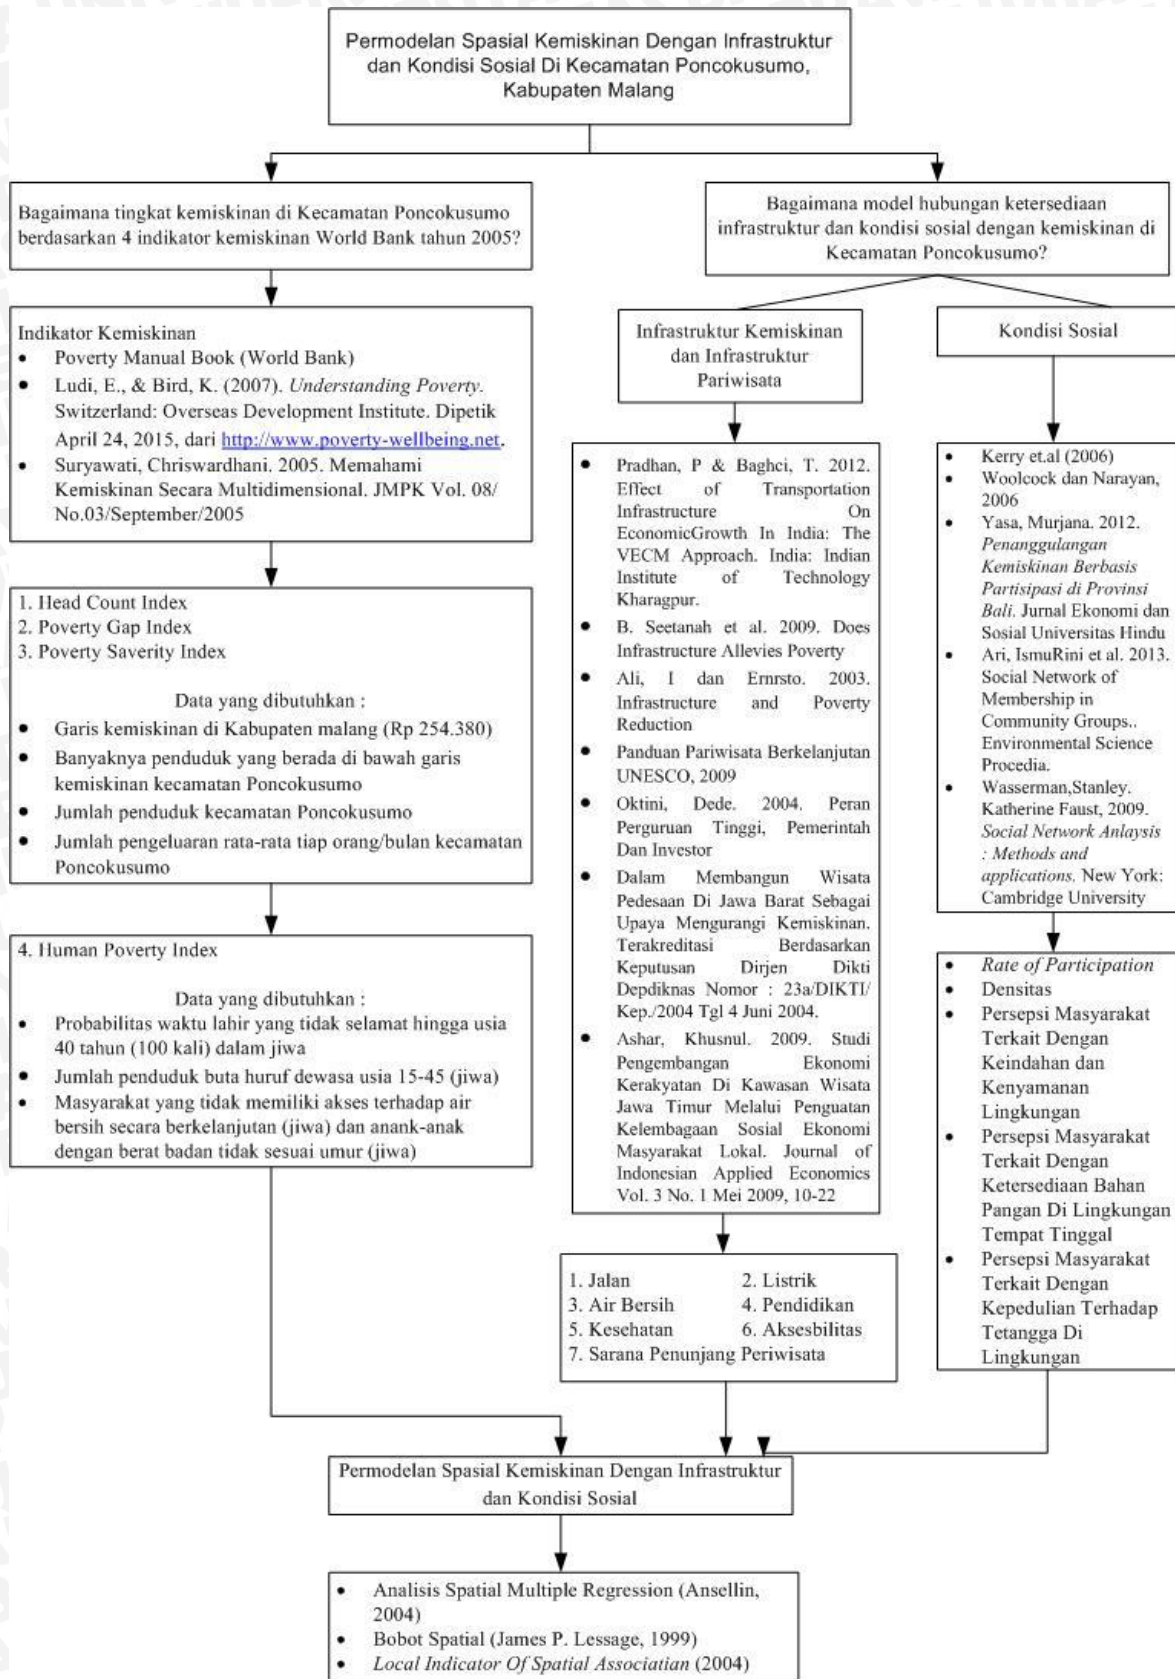 Permodelan Spasial Kemiskinan Dengan Infrastruktur
dan Kondisi Sosial Di Kecamatan Poncokusumo,
Kabupaten Malang
Bagaimana tingkat kemiskinan di Kecamatan Poncokusumo
berdasarkan 4 indikator kemiskinan World Bank tahun 2005?
Indikator Kemiskinan
• Poverty Manual Book (World Bank)
• Ludi, E., & Bird, K. (2007). Understanding Poverty.
Switzerland: Overseas Development Institute. Dipetik
April 24, 2015, dari http://www.poverty-wellbeing.net.
• Suryawati, Chriswardhani. 2005. Memahami
Kemiskinan Secara Multidimensional. JMPK Vol. 08/
No.03/September/2005
1. Head Count Index
2. Poverty Gap Index
3. Poverty Saverity Index
Data yang dibutuhkan :
• Garis kemiskinan di Kabupaten malang (Rp 254.380)
• Banyaknya penduduk yang berada di bawah garis
kemiskinan kecamatan Poncokusumo
• Jumlah penduduk kecamatan Poncokusumo
• Jumlah pengeluaran rata-rata tiap orang/bulan kecamatan
Poncokusumo
4. Human Poverty Index
Data yang dibutuhkan :
• Probabilitas waktu lahir yang tidak selamat hingga usia
40 tahun (100 kali) dalam jiwa
• Jumlah penduduk buta huruf dewasa usia 15-45 (jiwa)
• Masyarakat yang tidak memiliki akses terhadap air
bersih secara berkelanjutan (jiwa) dan anank-anak
dengan berat badan tidak sesuai umur (jiwa)
Bagaimana model hubungan ketersediaan
infrastruktur dan kondisi sosial dengan kemiskinan di
Kecamatan Poncokusumo?
Infrastruktur Kemiskinan
dan Infrastruktur
Pariwisata
• Pradhan, P & Baghci, T. 2012.
Effect of Transportation
Infrastructure On
EconomicGrowth In India: The
VECM Approach. India: Indian
Institute of Technology
Kharagpur.
• B. Seetanah et al. 2009. Does
Infrastructure Allevies Poverty
• Ali, I dan Ernrsto. 2003.
Infrastructure and Poverty
Reduction
• Panduan Pariwisata Berkelanjutan
UNESCO, 2009
• Oktini, Dede. 2004. Peran
Perguruan Tinggi, Pemerintah
Dan Investor
• Dalam Membangun Wisata
Pedesaan Di Jawa Barat Sebagai
Upaya Mengurangi Kemiskinan.
Terakreditasi Berdasarkan
Keputusan Dirjen Dikti
Depdiknas Nomor : 23a/DIKTI/
Kep./2004 Tgl 4 Juni 2004.
• Ashar, Khusnul. 2009. Studi
Pengembangan Ekonomi
Kerakyatan Di Kawasan Wisata
Jawa Timur Melalui Penguatan
Kelembagaan Sosial Ekonomi
Masyarakat Lokal. Journal of
Indonesian Applied Economics
Vol. 3 No. 1 Mei 2009, 10-22
1. Jalan 2. Listrik
3. Air Bersih 4. Pendidikan
5. Kesehatan 6. Aksesbilitas
7. Sarana Penunjang Periwisata
Kondisi Sosial
• Kerry et.al (2006)
• Woolcock dan Narayan,
2006
• Yasa, Murjana. 2012.
Penanggulangan
Kemiskinan Berbasis
Partisipasi di Provinsi
Bali. Jurnal Ekonomi dan
Sosial Universitas Hindu
• Ari, IsmuRini et al. 2013.
Social Network of
Membership in
Community Groups..
Environmental Science
Procedia.
• Wasserman,Stanley.
Katherine Faust, 2009.
Social Network Anlaysis
: Methods and
applications. New York:
Cambridge University
• Rate of Participation
• Densitas
• Persepsi Masyarakat
Terkait Dengan
Keindahan dan
Kenyamanan
Lingkungan
• Persepsi Masyarakat
Terkait Dengan
Ketersediaan Bahan
Pangan Di Lingkungan
Tempat Tinggal
• Persepsi Masyarakat
Terkait Dengan
Kepedulian Terhadap
Tetangga Di
Lingkungan
Permodelan Spasial Kemiskinan Dengan Infrastruktur
dan Kondisi Sosial
• Analisis Spatial Multiple Regression (Ansellin,
2004)
• Bobot Spatial (James P. Lessage, 1999)
• Local Indicator Of Spatial Associatian (2004)